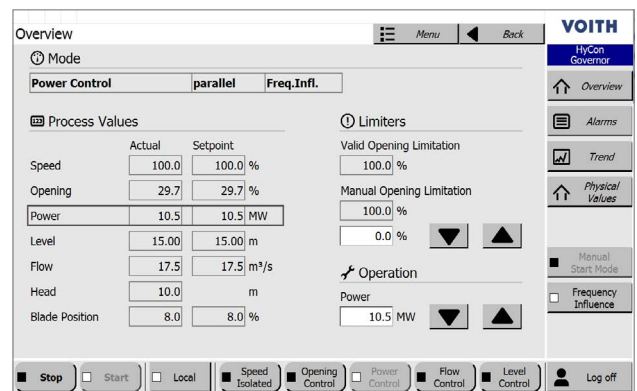 Overview
Menu
Back
VOITH
HyCon
Governor
Mode
Power Control parallel Freq.Infl.
Overview
123 Process Values
Limiters
Alarms
Actual Setpoint
Valid Opening Limitation
Speed 100.0 100.0 %
100.0 %
Trend
Opening 29.7 29.7 %
Manual Opening Limitation
Physical
Values
Power 10.5 10.5 MW
100.0 %
Level 15.00 15.00 m
0.0 %
Flow 17.5 17.5 m³/s
Operation
Manual
Start Mode
Head 10.0 m
Power
Frequency
Influence
Blade Position 8.0 8.0 %
10.5 MW
Stop
Start
Local
Speed
Isolated
Opening
Control
Power
Control
Flow
Control
Level
Control
Log off